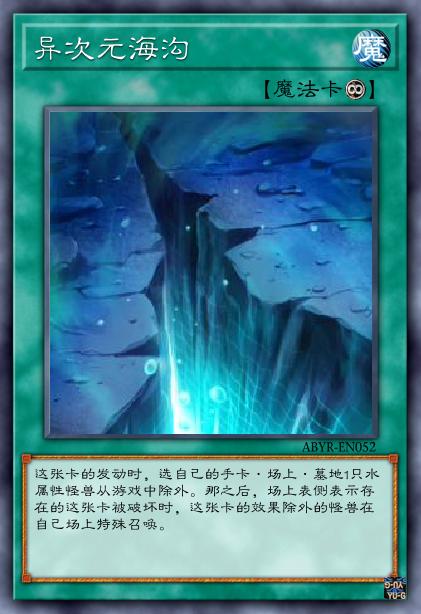 异次元海沟
魔
【魔法卡♾】
ABYR-EN052
这张卡的发动时，选自己的手卡·场上·墓地1只水
属性怪兽从游戏中除外。那之后，场上表侧表示存
在的这张卡被破坏时，这张卡的效果除外的怪兽在
自己场上特殊召唤。